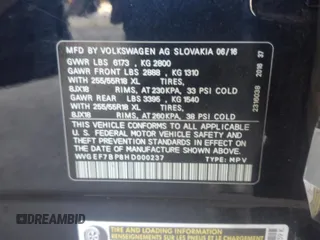 MFD BY VOLKSWAGEN AG SLOVAKIA 06/16
GVWR LBS 6173 , KG 2800
GAWR FRONT LBS 2888 , KG 1310
WITH 255/55R18 XL TIRES,
8JX18 RIMS, AT 230KPA, 33 PSI COLD
GAWR REAR LBS 3395 , KG 1540
WITH 255/55R18 XL TIRES,
8JX18 RIMS, AT 260KPA, 38 PSI COLD
THIS VEHICLE CONFORMS TO ALL APPLICABLE
U.S. FEDERAL MOTOR VEHICLE SAFETY AND
THEFT PREVENTION STANDARDS IN EFFECT ON
THE DATE OF MANUFACTURE SHOWN ABOVE.
WVGEF7BP8HD000237 TYPE: MPV
2016 37
231603B
TIRE AND LOADING INFORMATION
DREAMBID